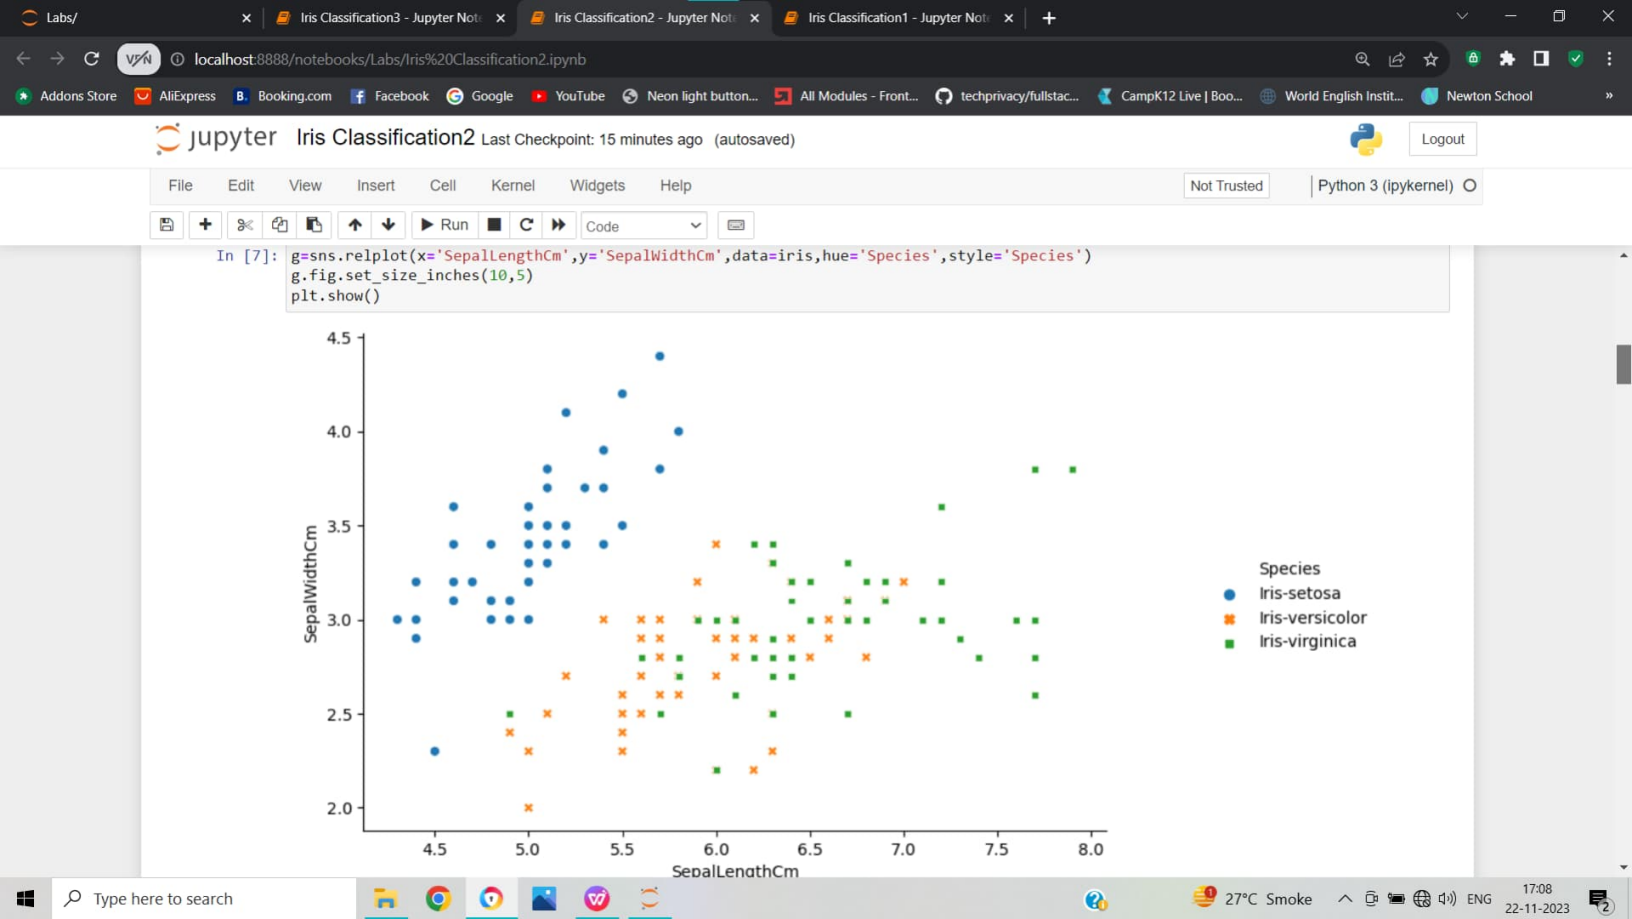 Labs/
Iris Classification3 - Jupyter Note
Iris Classification2 - Jupyter Note
Iris Classification1 - Jupyter Note
VPN
localhost:8888/notebooks/Labs/Iris%20Classification2.ipynb
Addons Store
AliExpress
B. Booking.com
Facebook
Google
YouTube
Neon light button...
All Modules - Front...
techprivacy/fullstac...
CampK12 Live | Boo...
World English Instit...
Newton School
»
jupyter
Iris Classification2 Last Checkpoint: 15 minutes ago (autosaved)
Logout
File
Edit
View
Insert
Cell
Kernel
Widgets
Help
Not Trusted
Python 3 (ipykernel)
Run
Code
In [7]:
g=sns.relplot(x='SepalLengthCm',y='SepalWidthCm',data=iris,hue='Species',style='Species')
g.fig.set_size_inches(10,5)
plt.show()
4.5
4.0
3.5
3.0
2.5
2.0
SepalWidthCm
Species
Iris-setosa
Iris-versicolor
Iris-virginica
4.5 5.0 5.5 6.0 6.5 7.0 7.5 8.0
SepalLengthCm
Type here to search
1
27°C Smoke
ENG
17:08
22-11-2023
2